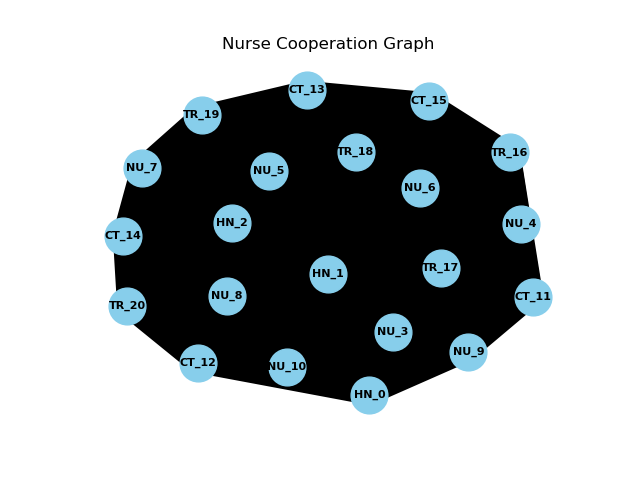 Nurse Cooperation Graph
CT_13
CT_15
TR_19
TR_18
TR_16
NU_7
NU_5
NU_6
HN_2
NU_4
CT_14
HN_1
TR_17
NU_8
CT_11
TR_20
NU_3
NU_9
CT_12
NU_10
HN_0